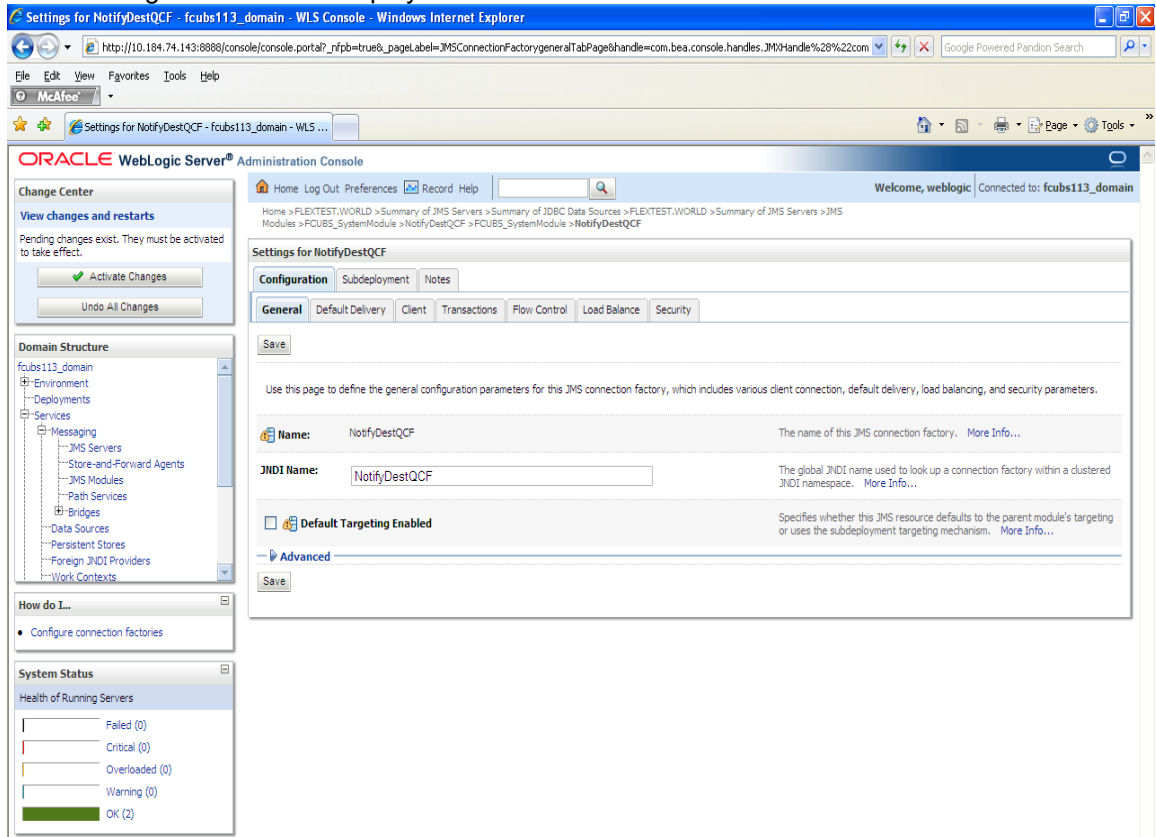 Settings for NotifyDestQCF - fcubs113_domain - WLS Console - Windows Internet Explorer
http://10.184.74.143:8888/console/console.portal?_nfpb=true&_pageLabel=JMSConnectionFactorygeneralTabPage&handle=com.bea.console.handles.JMXHandle%28%22com
Google Powered Pandion Search
File Edit View Favorites Tools Help
McAfee
Settings for NotifyDestQCF - fcubs113_domain - WLS ...
Page Tools
ORACLE WebLogic Server® Administration Console
Change Center
View changes and restarts
Pending changes exist. They must be activated
to take effect.
Activate Changes
Undo All Changes
Domain Structure
fcubs113_domain
Environment
Deployments
Services
Messaging
JMS Servers
Store-and-Forward Agents
JMS Modules
Path Services
Bridges
Data Sources
Persistent Stores
Foreign JNDI Providers
Work Contexts
How do I...
Configure connection factories
System Status
Health of Running Servers
Failed (0)
Critical (0)
Overloaded (0)
Warning (0)
OK (2)
Home Log Out Preferences Record Help
Welcome, weblogic Connected to: fcubs113_domain
Home >FLEXTEST.WORLD >Summary of JMS Servers >Summary of JDBC Data Sources >FLEXTEST.WORLD >Summary of JMS Servers >JMS
Modules >FCUBS_SystemModule >NotifyDestQCF >FCUBS_SystemModule >NotifyDestQCF
Settings for NotifyDestQCF
Configuration Subdeployment Notes
General Default Delivery Client Transactions Flow Control Load Balance Security
Save
Use this page to define the general configuration parameters for this JMS connection factory, which includes various client connection, default delivery, load balancing, and security parameters.
Name: NotifyDestQCF The name of this JMS connection factory. More Info...
JNDI Name: NotifyDestQCF The global JNDI name used to look up a connection factory within a clustered
JNDI namespace. More Info...
Default Targeting Enabled Specifies whether this JMS resource defaults to the parent module's targeting
or uses the subdeployment targeting mechanism. More Info...
Advanced
Save